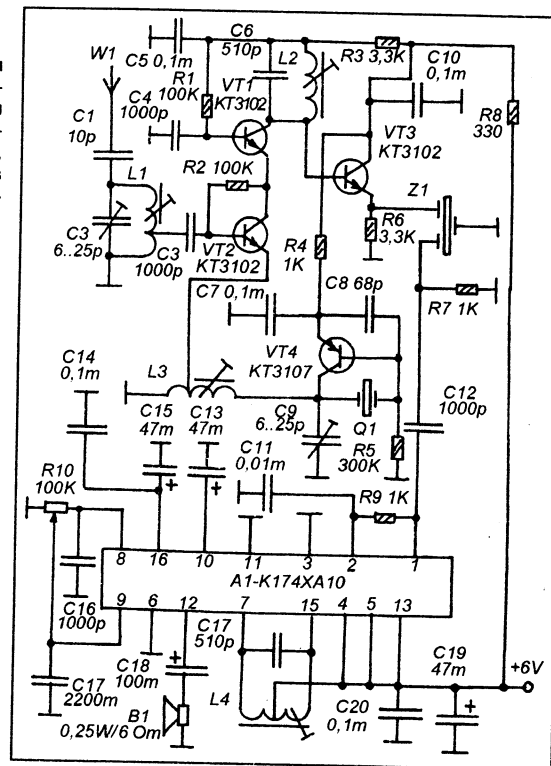 C6
510p
L2
R3 3,3K
C10
0,1m
W1
C5 0,1m
R1
100K
VT1
KT3102
C4
1000p
C1
10p
R8
330
VT3
KT3102
L1
R2 100K
Z1
C3
6..25p
C3
1000p
VT2
KT3102
R4
1K
R6
3,3K
C7 0,1m
C8 68p
R7 1K
VT4
KT3107
C14
0,1m
L3
C15
47m
C13
47m
C9
6..25p
Q1
C12
1000p
C11
0,01m
R5
300K
R10
100K
R9 1K
8
16
10
11
3
2
1
A1-K174XA10
9
6
12
7
15
4
5
13
C16
1000p
C17
510p
C18
100m
C19
47m
+6V
C17
2200m
B1
0,25W/6 Om
L4
C20
0,1m